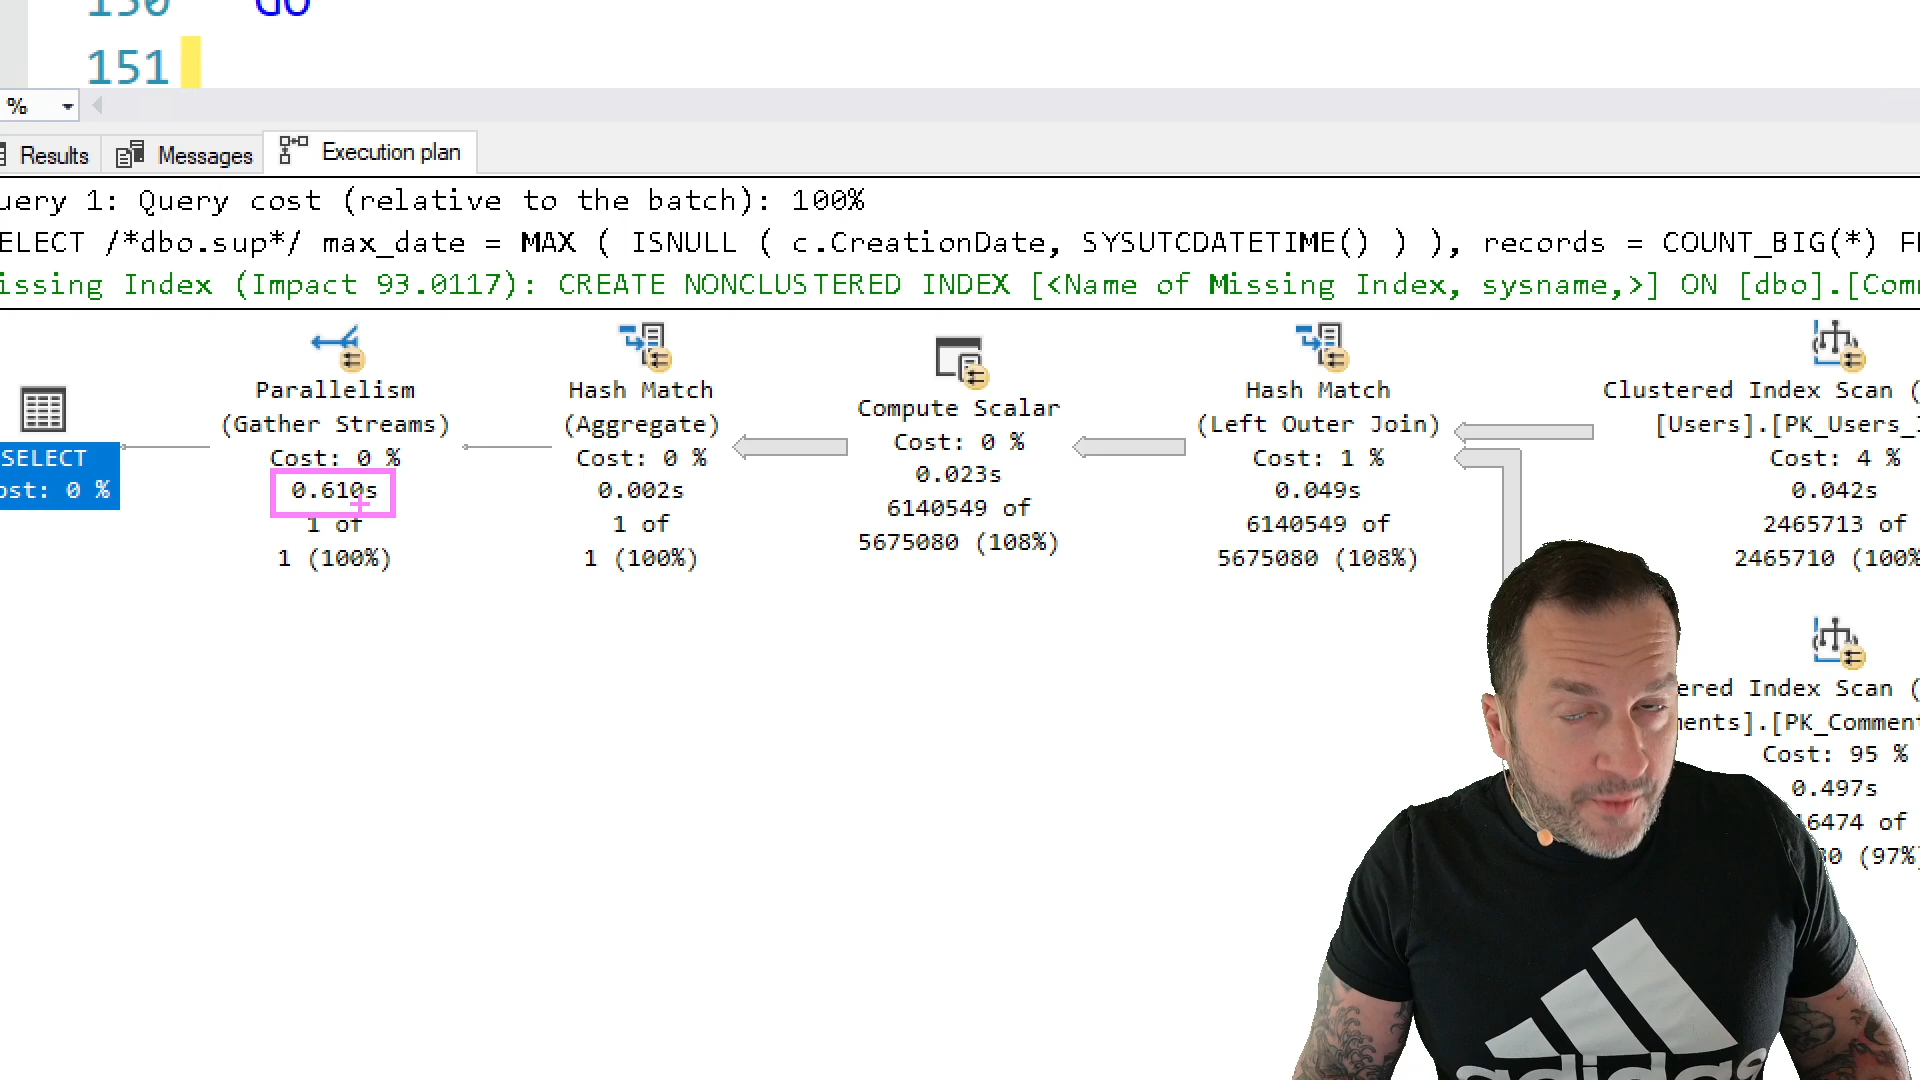 150 GO
151
%
Results Messages Execution plan
uery 1: Query cost (relative to the batch): 100%
ELECT /*dbo.sup*/ max_date = MAX ( ISNULL ( c.CreationDate, SYSUTCDATETIME() ) ), records = COUNT_BIG(*) F
issing Index (Impact 93.0117): CREATE NONCLUSTERED INDEX [<Name of Missing Index, sysname,>] ON [dbo].[Com
SELECT
ost: 0 %
Parallelism
(Gather Streams)
Cost: 0 %
0.610s
1 of
1 (100%)
Hash Match
(Aggregate)
Cost: 0 %
0.002s
1 of
1 (100%)
Compute Scalar
Cost: 0 %
0.023s
6140549 of
5675080 (108%)
Hash Match
(Left Outer Join)
Cost: 1 %
0.049s
6140549 of
5675080 (108%)
Clustered Index Scan (
[Users].[PK_Users_
Cost: 4 %
0.042s
2465713 of
2465710 (100%
ered Index Scan (
ments].[PK_Comment
Cost: 95 %
0.497s
16474 of
30 (97%)
adidas